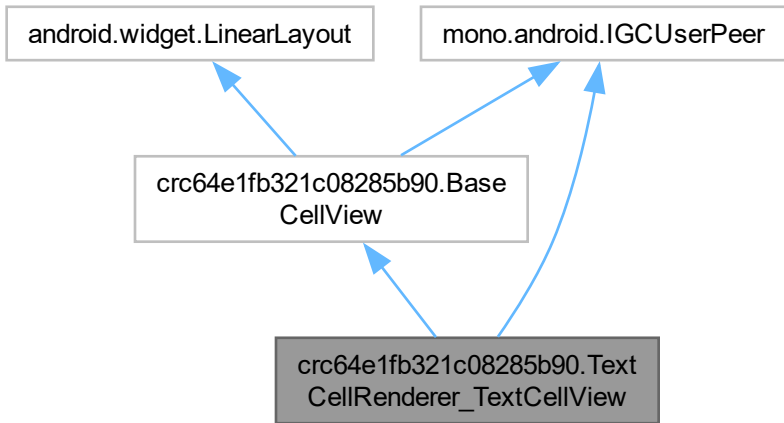 android.widget.LinearLayout
mono.android.IGCUserPeer
crc64e1fb321c08285b90.Base
CellView
crc64e1fb321c08285b90.Text
CellRenderer_TextCellView